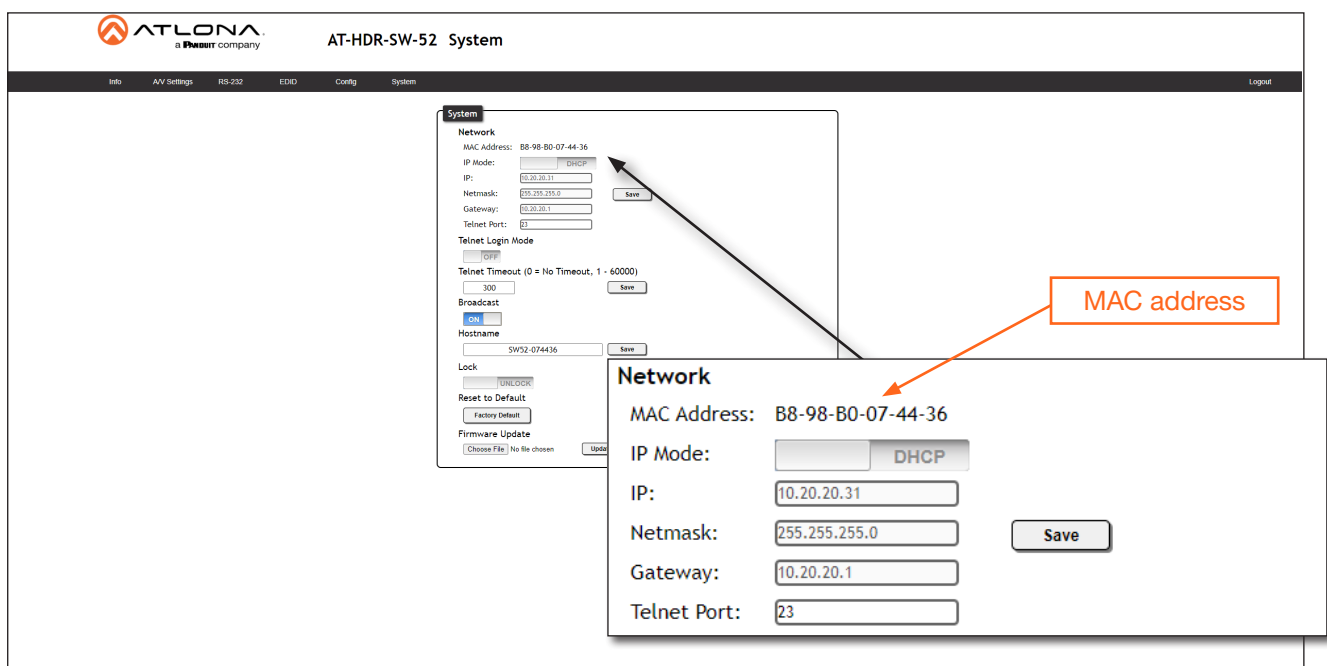 ATLONA.
a PANDUIT company
AT-HDR-SW-52 System
Info A/V Settings RS-232 EDID Config System Logout
System
Network
MAC Address: B8-98-B0-07-44-36
IP Mode: DHCP
IP: 10.20.20.31
Netmask: 255.255.255.0 Save
Gateway: 10.20.20.1
Telnet Port: 23
Telnet Login Mode
OFF
Telnet Timeout (0 = No Timeout, 1 - 60000)
300 Save
Broadcast
ON
Hostname
SW52-074436 Save
Lock
UNLOCK
Reset to Default
Factory Default
Firmware Update
Choose File No file chosen
MAC address
Network
MAC Address: B8-98-B0-07-44-36
IP Mode: DHCP
IP: 10.20.20.31
Netmask: 255.255.255.0 Save
Gateway: 10.20.20.1
Telnet Port: 23